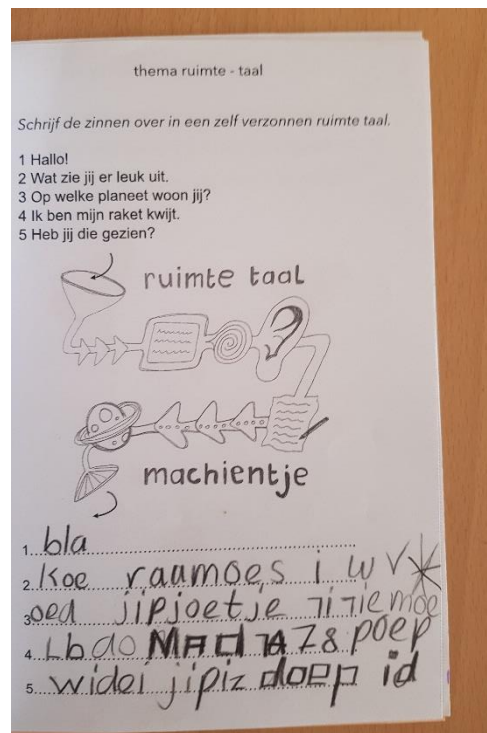 thema ruimte - taal
Schrijf de zinnen over in een zelf verzonnen ruimte taal.
1 Hallo!
2 Wat zie jij er leuk uit.
3 Op welke planeet woon jij?
4 Ik ben mijn raket kwijt.
5 Heb jij die gezien?
ruimte taal
machientje
1 bla
2 koe raamoes i w v
3 oed jipjoetje moe
4 poep
5 widei jipiz doep id